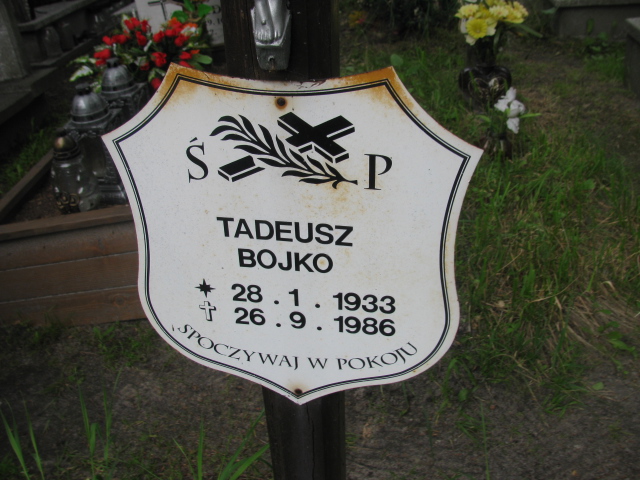 Ś P
TADEUSZ
BOJKO
28.1.1933
26.9.1986
SPOCZYWAJ W POKOJU